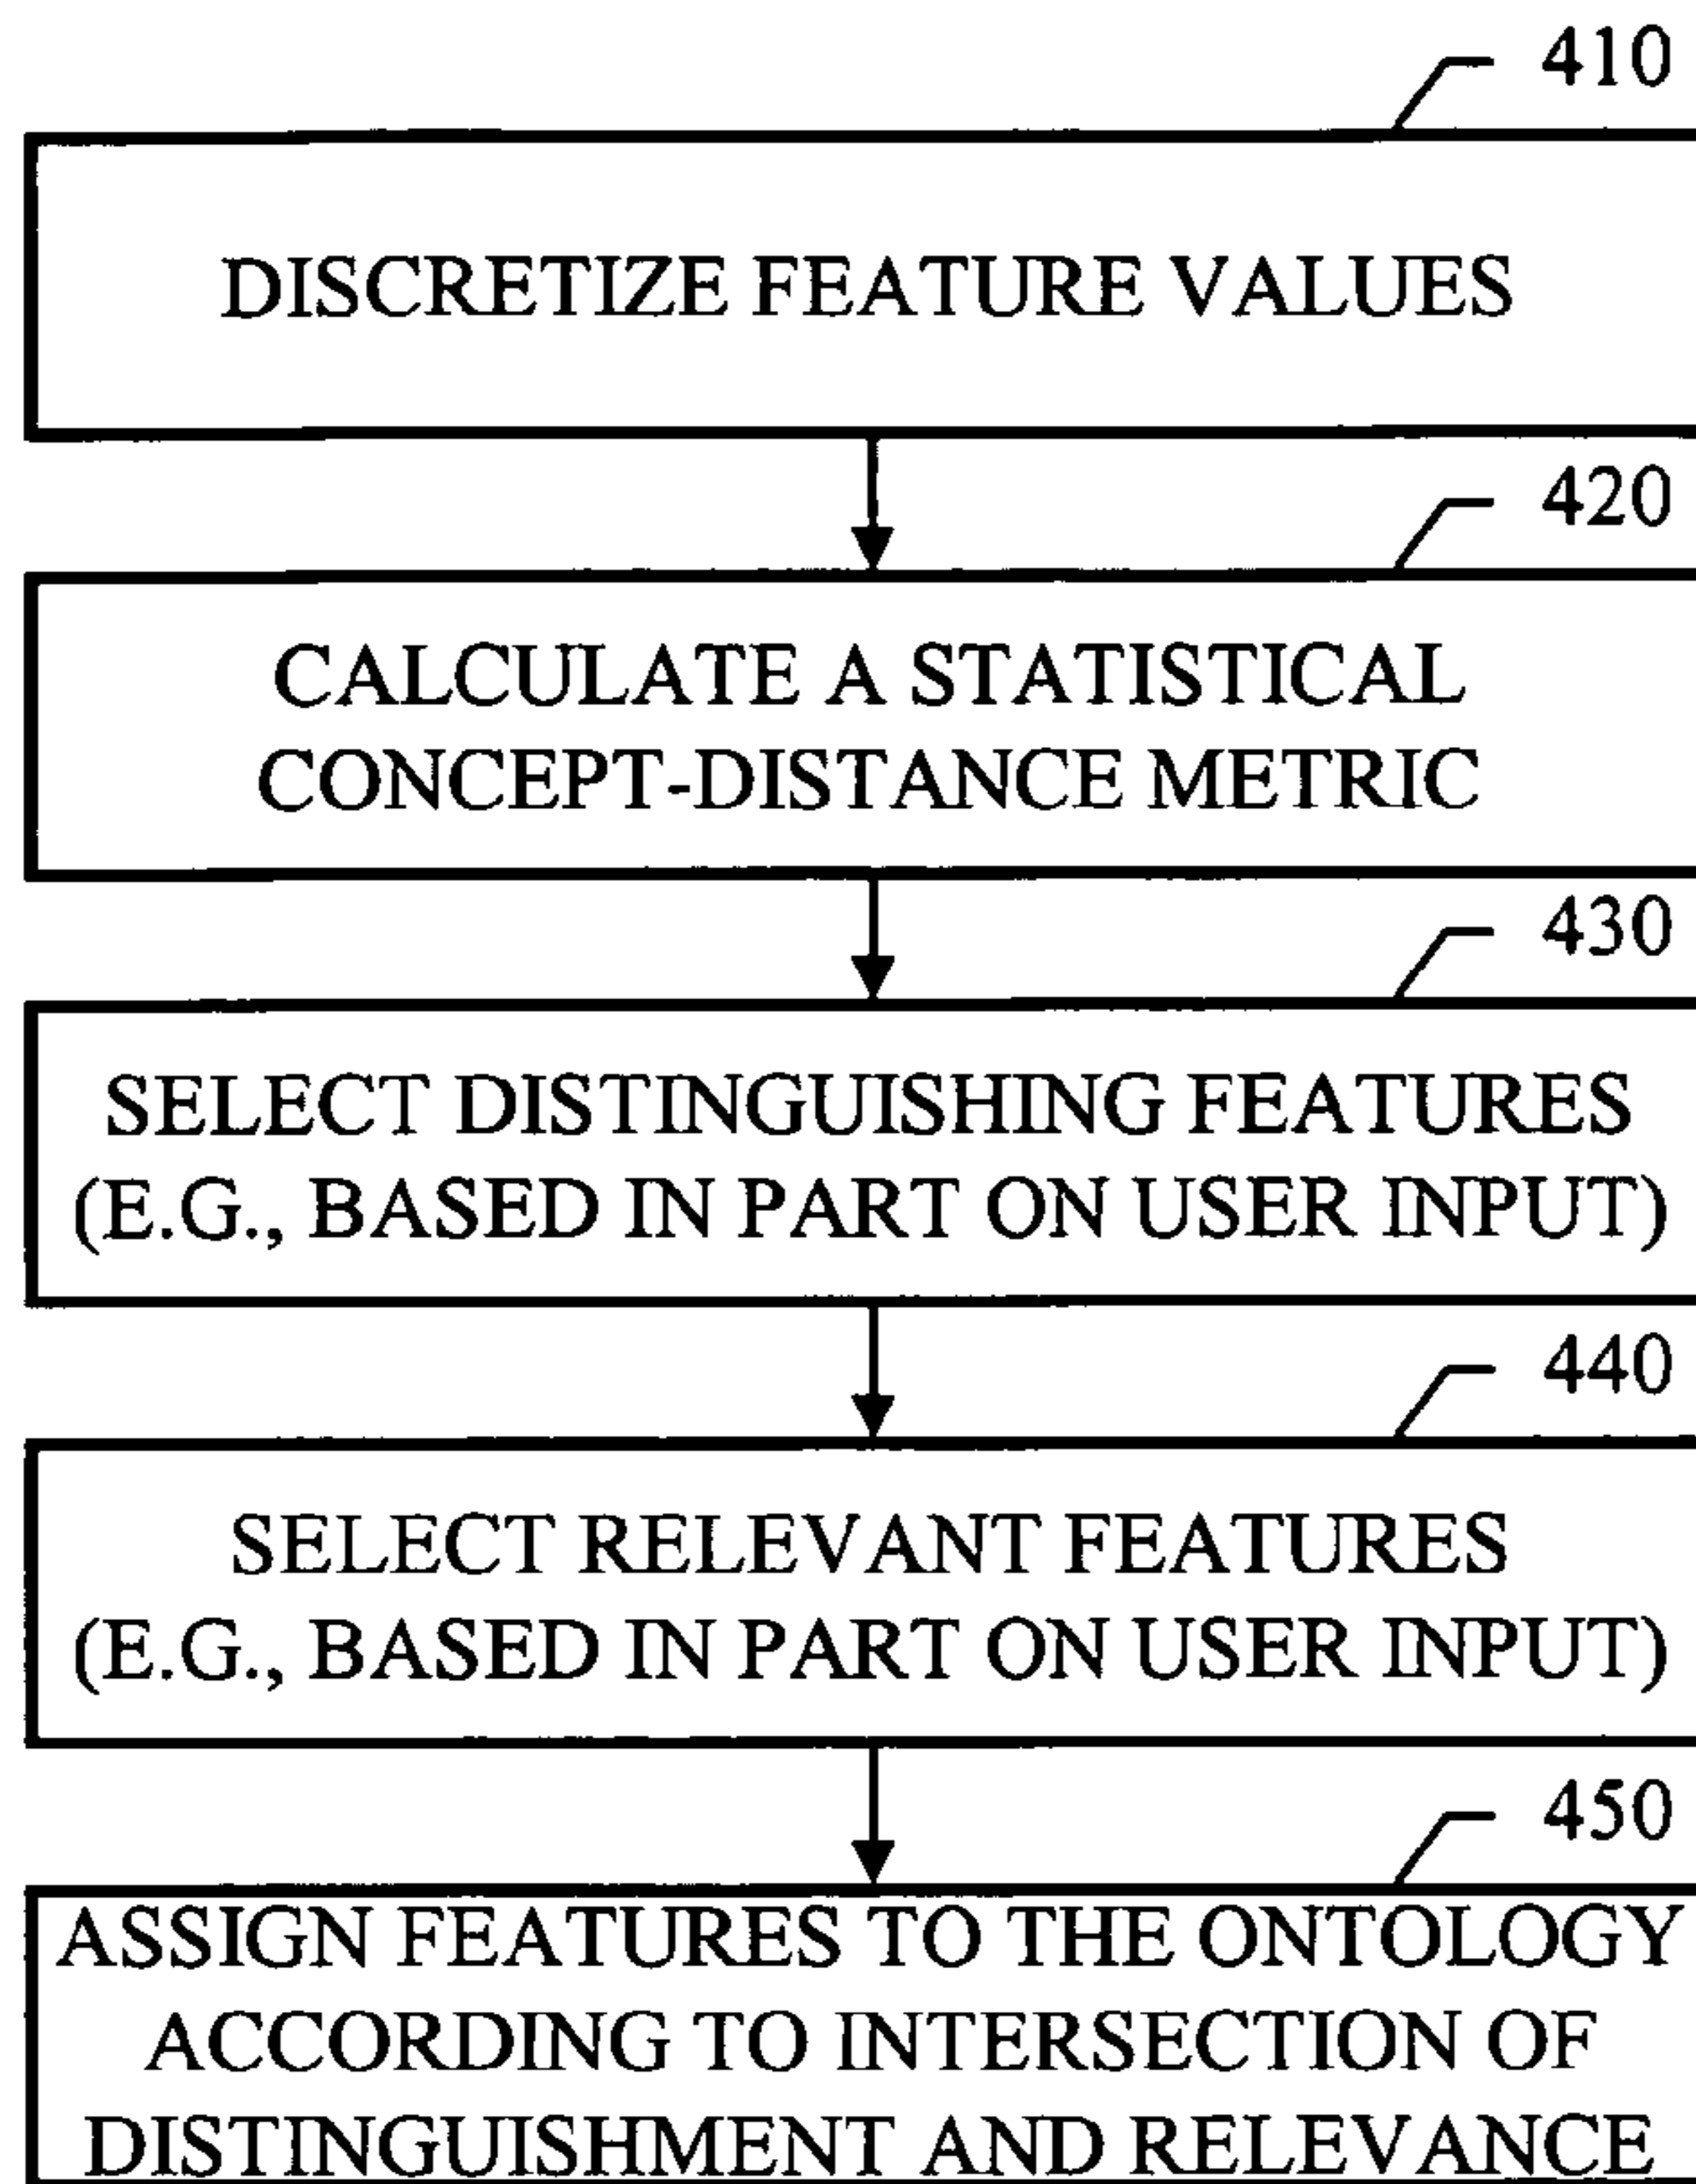 410
DISCRETIZE FEATURE VALUES
420
CALCULATE A STATISTICAL
CONCEPT-DISTANCE METRIC
430
SELECT DISTINGUISHING FEATURES
(E.G., BASED IN PART ON USER INPUT)
440
SELECT RELEVANT FEATURES
(E.G., BASED IN PART ON USER INPUT)
450
ASSIGN FEATURES TO THE ONTOLOGY
ACCORDING TO INTERSECTION OF
DISTINGUISHMENT AND RELEVANCE